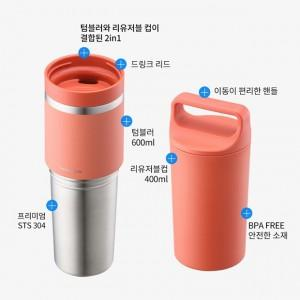 텀블러와 리유저블 컵이
결합된 2in1
드링크 리드
이동이 편리한 핸들
텀블러
600ml
리유저블컵
400ml
프리미엄
STS 304
BPA FREE
안전한 소재